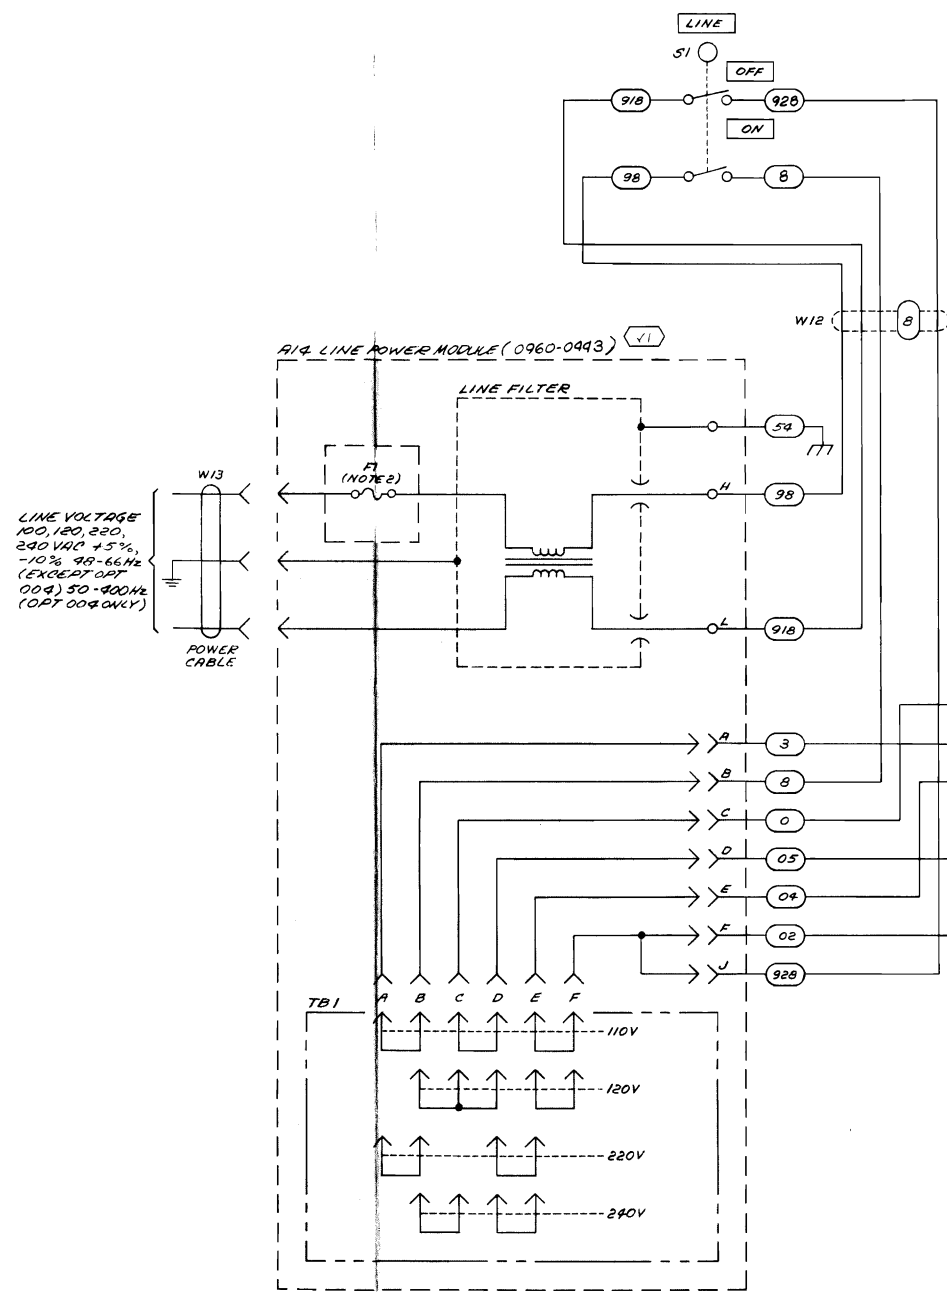 LINE
S1
OFF
918
928
ON
98
8
W12
8
A14 LINE POWER MODULE (0960-0443)
√1
LINE FILTER
54
F1
(NOTE 2)
W13
H
98
LINE VOLTAGE
100, 120, 220,
240 VAC +5%,
-10% 48-66Hz
(EXCEPT OPT
004) 50-400Hz
(OPT 004 ONLY)
L
918
POWER
CABLE
A
3
B
8
C
0
D
05
E
04
F
02
J
928
TB1
A B C D E F
110V
120V
220V
240V